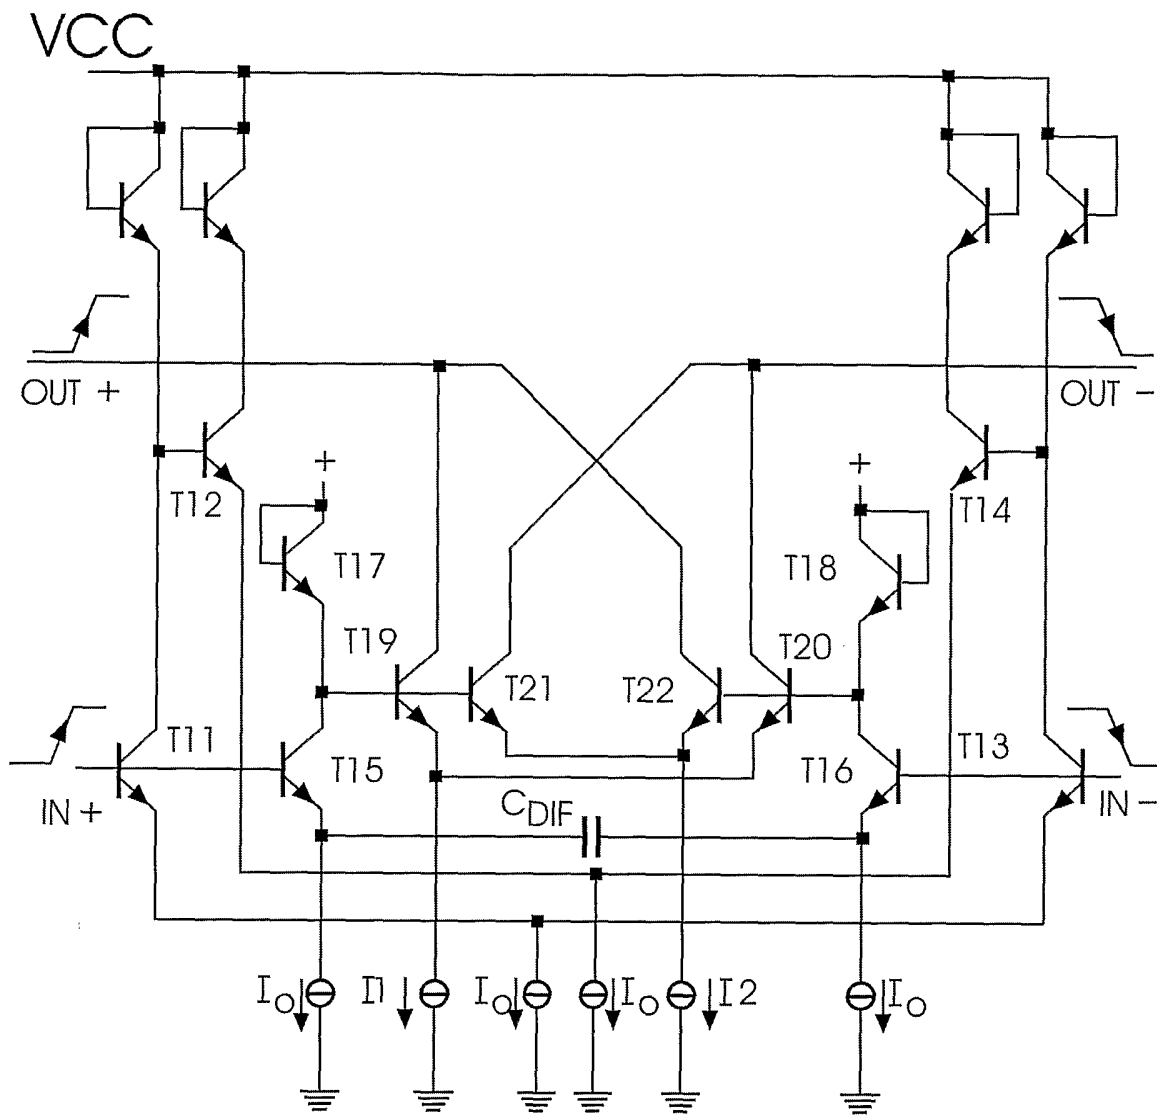 VCC
OUT +
OUT −
T12
+
+
T14
T17
T18
T19
T20
T21
T22
T11
T15
T16
T13
IN +
IN −
CDIF
IO
I1
IO
IO
I2
IO